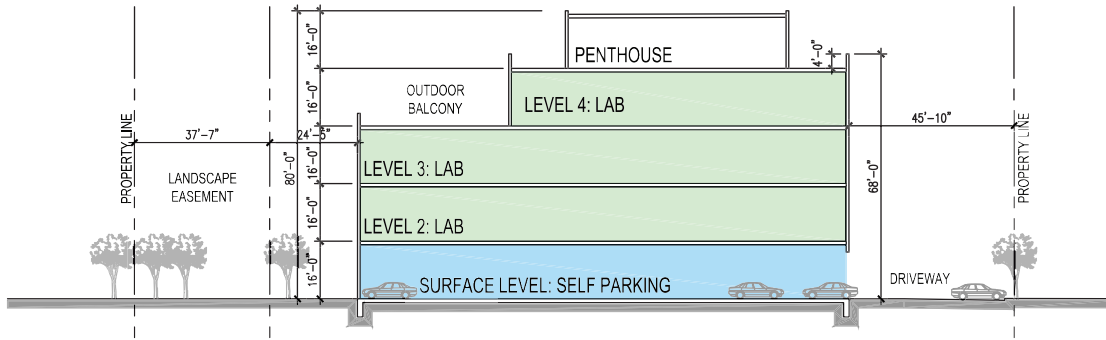 16'-0"
PENTHOUSE
4'-0"
16'-0"
OUTDOOR
BALCONY
LEVEL 4: LAB
PROPERTY LINE
37'-7"
24'-5"
45'-10"
PROPERTY LINE
80'-0"
16'-0"
68'-0"
LANDSCAPE
EASEMENT
LEVEL 3: LAB
16'-0"
LEVEL 2: LAB
16'-0"
SURFACE LEVEL: SELF PARKING
DRIVEWAY